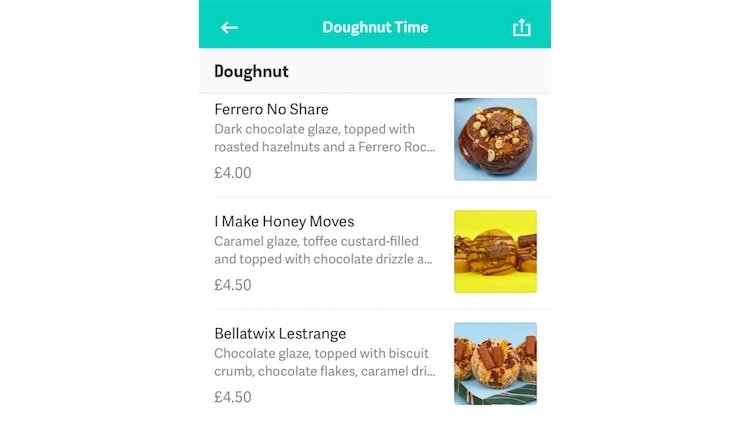 Doughnut Time
Doughnut
Ferrero No Share
Dark chocolate glaze, topped with
roasted hazelnuts and a Ferrero Roc...
£4.00
I Make Honey Moves
Caramel glaze, toffee custard-filled
and topped with chocolate drizzle a...
£4.50
Bellatwix Lestrange
Chocolate glaze, topped with biscuit
crumb, chocolate flakes, caramel dri...
£4.50